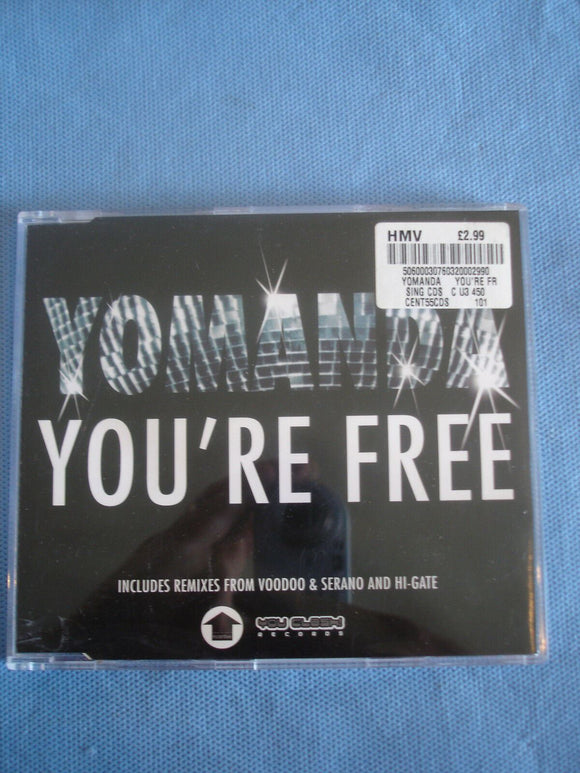 HMV £2.99
50600030760320002990
YOMANDA YOU'RE FR
SING CDS C U3 450
CENT55CDS 101
YOMANDA
YOU'RE FREE
INCLUDES REMIXES FROM VOODOO & SERANO AND HI-GATE
RECORDS